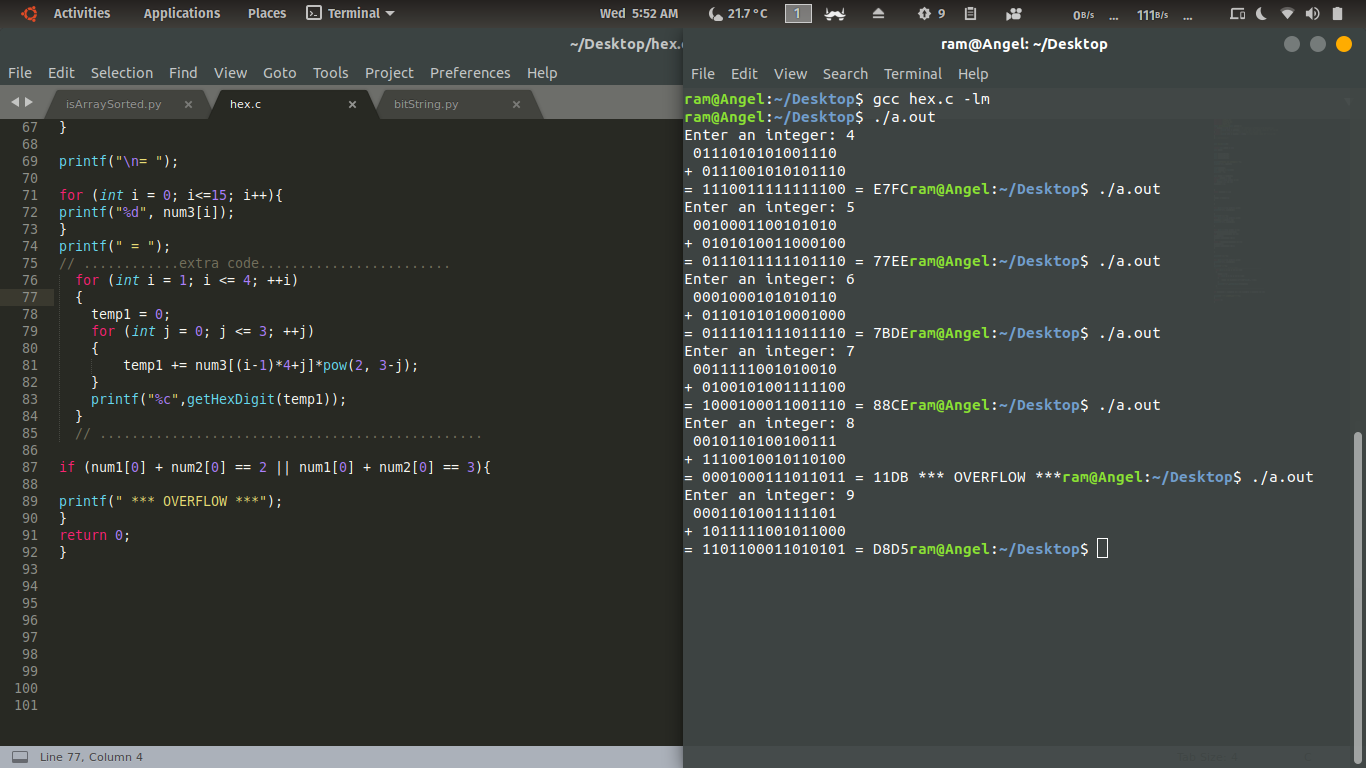 Activities Applications Places Terminal Wed 5:52 AM 21.7 °C 1 9 0B/s ... 111B/s ...
~/Desktop/hex.c
File Edit Selection Find View Goto Tools Project Preferences Help
isArraySorted.py × hex.c × bitString.py ×
67 }
68
69 printf("\n= ");
70
71 for (int i = 0; i<=15; i++){
72 printf("%d", num3[i]);
73 }
74 printf(" = ");
75 // ............extra code........................
76 for (int i = 1; i <= 4; ++i)
77 {
78 temp1 = 0;
79 for (int j = 0; j <= 3; ++j)
80 {
81 temp1 += num3[(i-1)*4+j]*pow(2, 3-j);
82 }
83 printf("%c",getHexDigit(temp1));
84 }
85 // ................................................
86
87 if (num1[0] + num2[0] == 2 || num1[0] + num2[0] == 3){
88
89 printf(" *** OVERFLOW ***");
90 }
91 return 0;
92 }
93
94
95
96
97
98
99
100
101
Line 77, Column 4
ram@Angel: ~/Desktop
File Edit View Search Terminal Help
ram@Angel:~/Desktop$ gcc hex.c -lm
ram@Angel:~/Desktop$ ./a.out
Enter an integer: 4
0111010101001110
+ 0111001010101110
= 1110011111111100 = E7FCram@Angel:~/Desktop$ ./a.out
Enter an integer: 5
0010001100101010
+ 0101010011000100
= 0111011111101110 = 77EEram@Angel:~/Desktop$ ./a.out
Enter an integer: 6
0001000101010110
+ 0110101010001000
= 0111101111011110 = 7BDEram@Angel:~/Desktop$ ./a.out
Enter an integer: 7
0011111001010010
+ 0100101001111100
= 1000100011001110 = 88CEram@Angel:~/Desktop$ ./a.out
Enter an integer: 8
0010110100100111
+ 1110010010110100
= 0001000111011011 = 11DB *** OVERFLOW ***ram@Angel:~/Desktop$ ./a.out
Enter an integer: 9
0001101001111101
+ 1011111001011000
= 1101100011010101 = D8D5ram@Angel:~/Desktop$